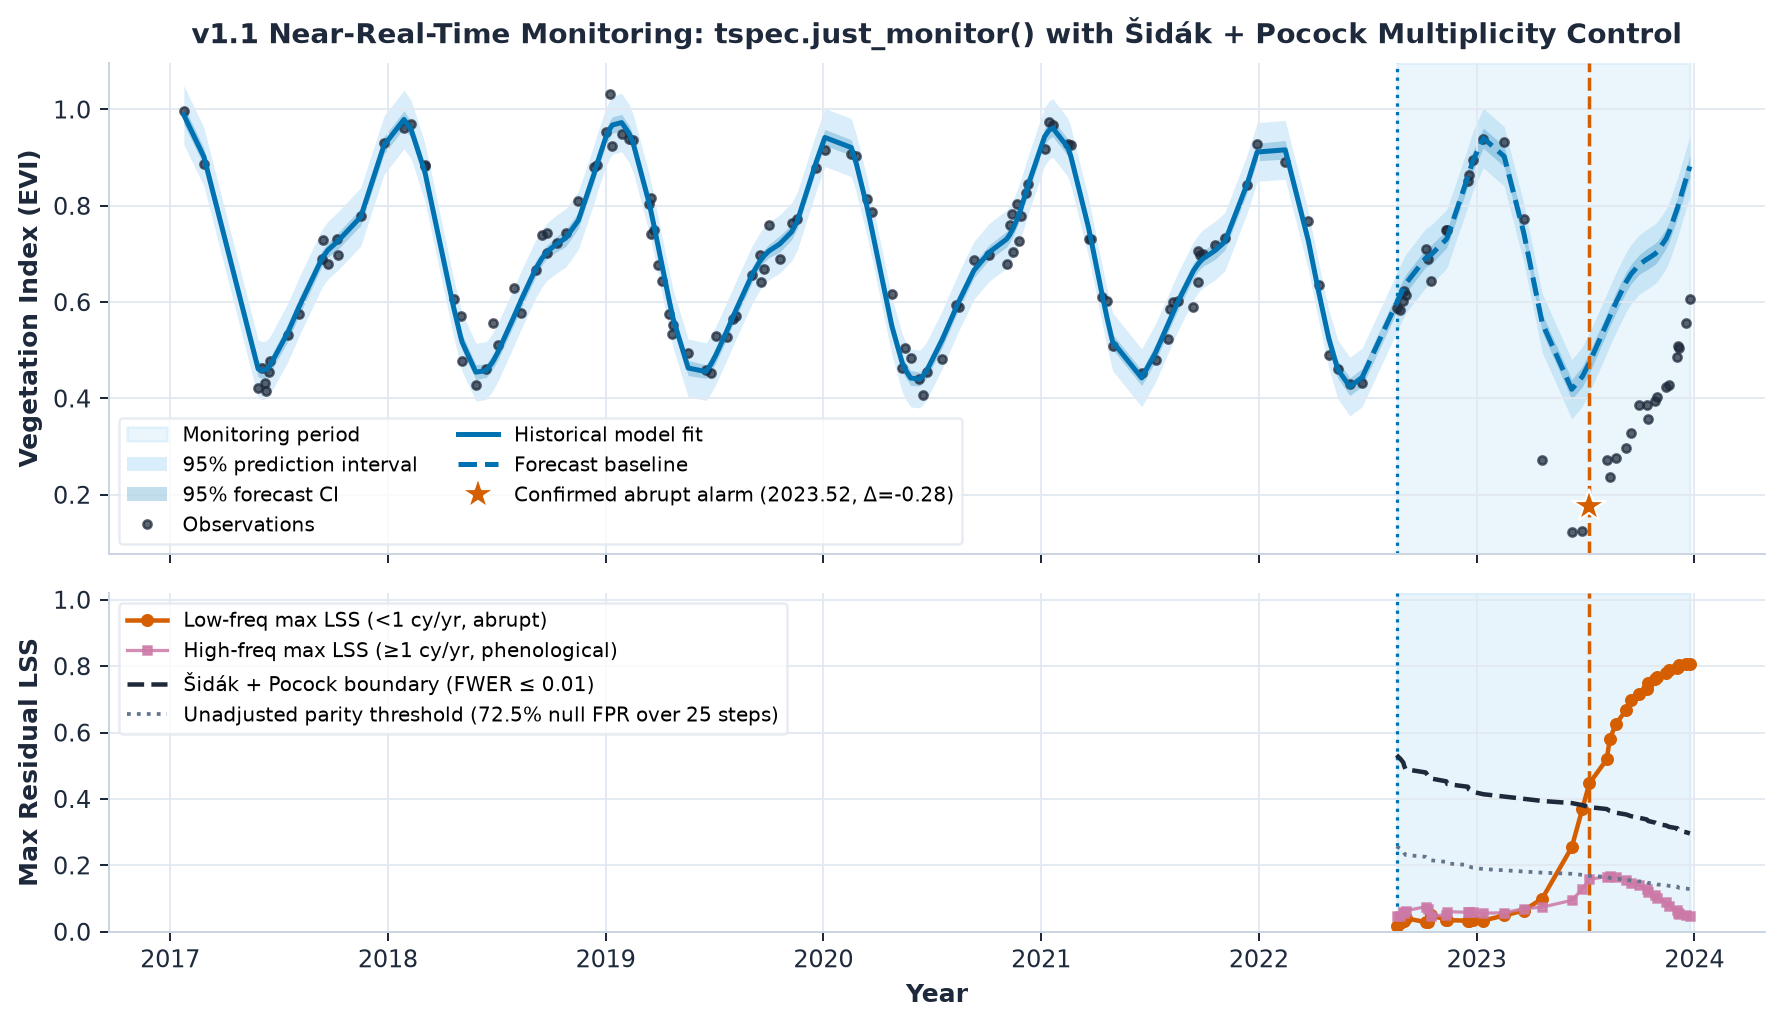 v1.1 Near-Real-Time Monitoring: tspec.just_monitor() with Šidák + Pocock Multiplicity Control
Vegetation Index (EVI)
1.0
0.8
0.6
0.4
0.2
Monitoring period
95% prediction interval
95% forecast CI
Observations
Historical model fit
Forecast baseline
Confirmed abrupt alarm (2023.52, Δ=-0.28)
Max Residual LSS
1.0
0.8
0.6
0.4
0.2
0.0
Low-freq max LSS (<1 cy/yr, abrupt)
High-freq max LSS (≥1 cy/yr, phenological)
Šidák + Pocock boundary (FWER ≤ 0.01)
Unadjusted parity threshold (72.5% null FPR over 25 steps)
2017 2018 2019 2020 2021 2022 2023 2024
Year